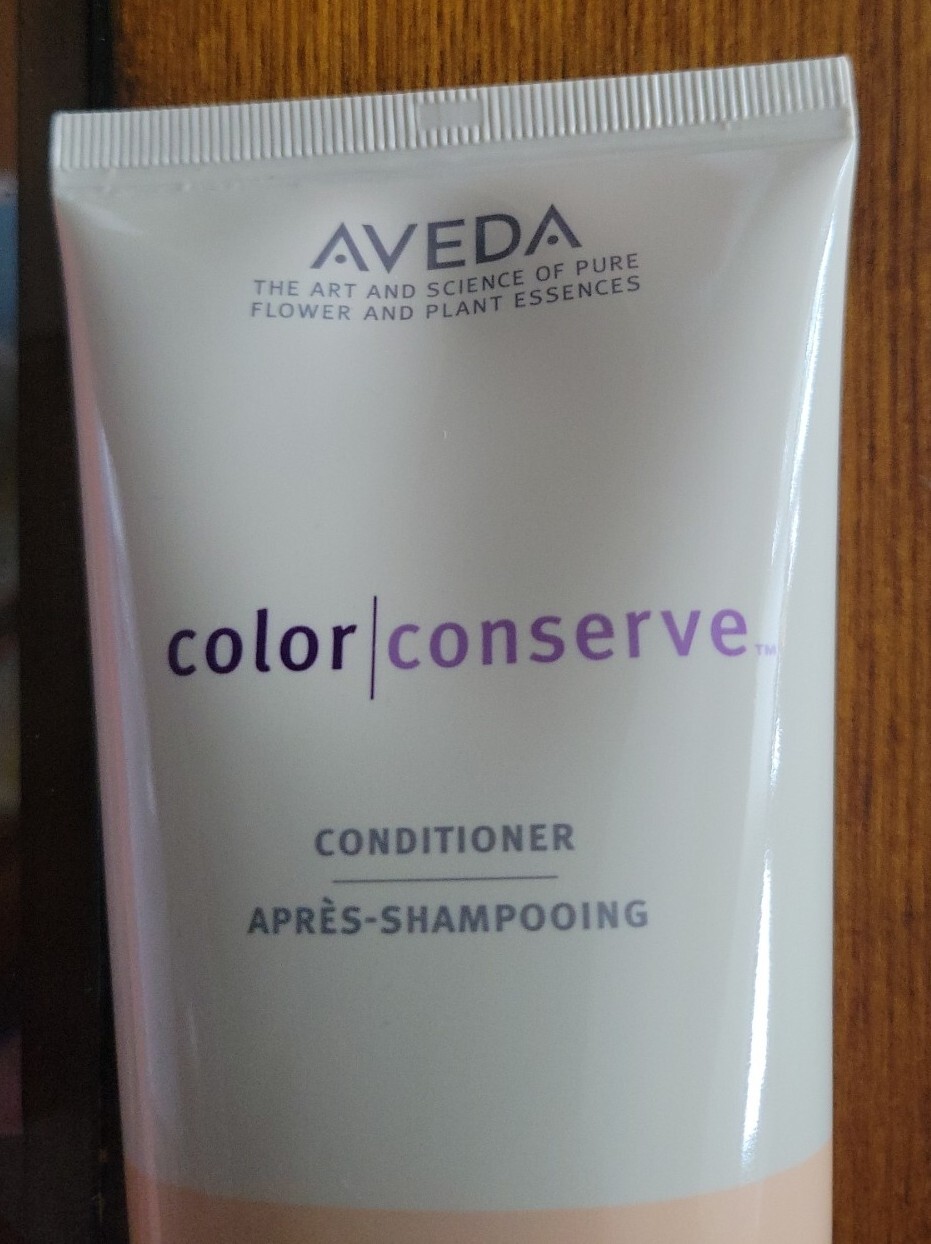 AVEDA
THE ART AND SCIENCE OF PURE
FLOWER AND PLANT ESSENCES
color|conserve™
CONDITIONER
APRÈS-SHAMPOOING